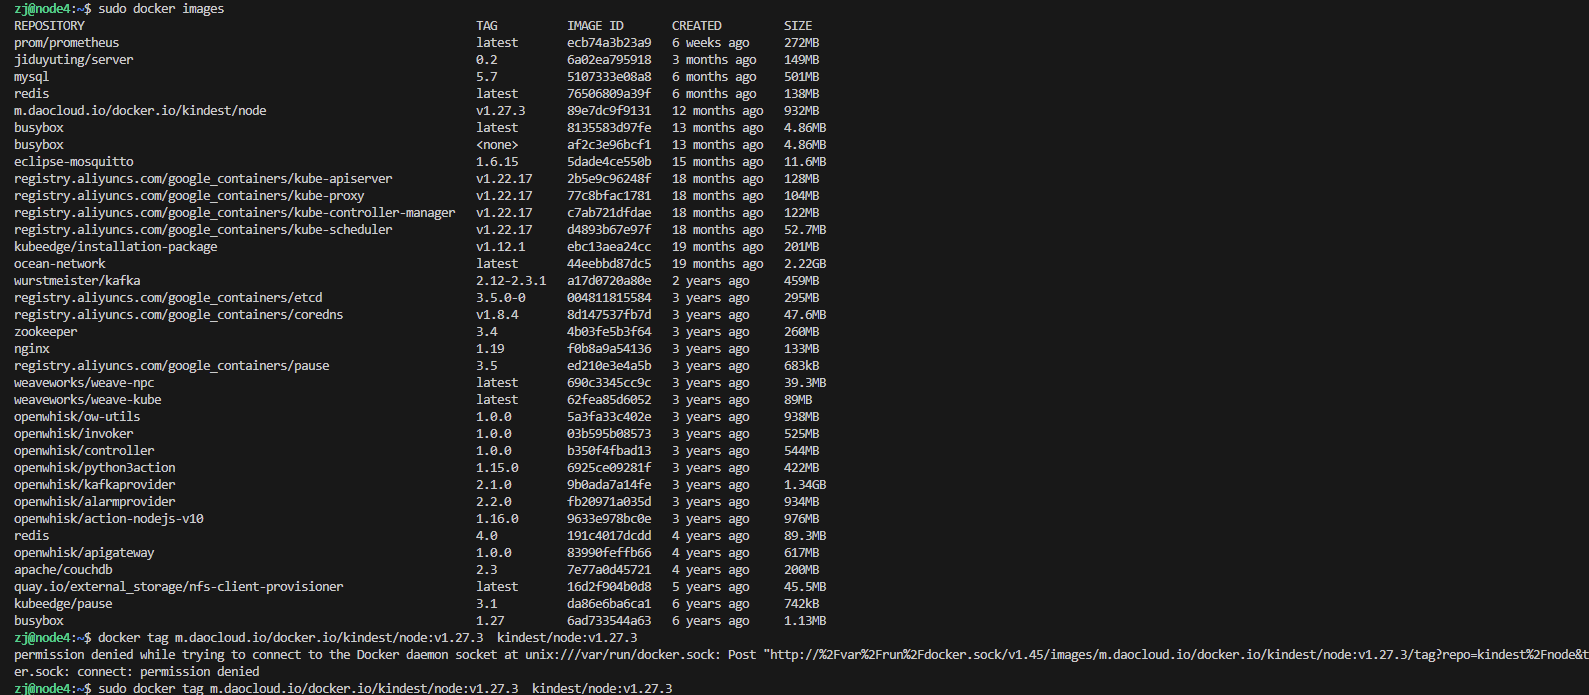 zj@node4:~$ sudo docker images
REPOSITORY TAG IMAGE ID CREATED SIZE
prom/prometheus latest ecb74a3b23a9 6 weeks ago 272MB
jiduyuting/server 0.2 6a02ea795918 3 months ago 149MB
mysql 5.7 5107333e08a8 6 months ago 501MB
redis latest 76506809a39f 6 months ago 138MB
m.daocloud.io/docker.io/kindest/node v1.27.3 89e7dc9f9131 12 months ago 932MB
busybox latest 8135583d97fe 13 months ago 4.86MB
busybox <none> af2c3e96bcf1 13 months ago 4.86MB
eclipse-mosquitto 1.6.15 5dade4ce550b 15 months ago 11.6MB
registry.aliyuncs.com/google_containers/kube-apiserver v1.22.17 2b5e9c96248f 18 months ago 128MB
registry.aliyuncs.com/google_containers/kube-proxy v1.22.17 77c8bfac1781 18 months ago 104MB
registry.aliyuncs.com/google_containers/kube-controller-manager v1.22.17 c7ab721dfdae 18 months ago 122MB
registry.aliyuncs.com/google_containers/kube-scheduler v1.22.17 d4893b67e97f 18 months ago 52.7MB
kubeedge/installation-package v1.12.1 ebc13aea24cc 19 months ago 201MB
ocean-network latest 44eebbd87dc5 19 months ago 2.22GB
wurstmeister/kafka 2.12-2.3.1 a17d0720a80e 2 years ago 459MB
registry.aliyuncs.com/google_containers/etcd 3.5.0-0 004811815584 3 years ago 295MB
registry.aliyuncs.com/google_containers/coredns v1.8.4 8d147537fb7d 3 years ago 47.6MB
zookeeper 3.4 4b03fe5b3f64 3 years ago 260MB
nginx 1.19 f0b8a9a54136 3 years ago 133MB
registry.aliyuncs.com/google_containers/pause 3.5 ed210e3e4a5b 3 years ago 683kB
weaveworks/weave-npc latest 690c3345cc9c 3 years ago 39.3MB
weaveworks/weave-kube latest 62fea85d6052 3 years ago 89MB
openwhisk/ow-utils 1.0.0 5a3fa33c402e 3 years ago 938MB
openwhisk/invoker 1.0.0 03b595b08573 3 years ago 525MB
openwhisk/controller 1.0.0 b350f4fbad13 3 years ago 544MB
openwhisk/python3action 1.15.0 6925ce09281f 3 years ago 422MB
openwhisk/kafkaprovider 2.1.0 9b0ada7a14fe 3 years ago 1.34GB
openwhisk/alarmprovider 2.2.0 fb20971a035d 3 years ago 934MB
openwhisk/action-nodejs-v10 1.16.0 9633e978bc0e 3 years ago 976MB
redis 4.0 191c4017dcdd 4 years ago 89.3MB
openwhisk/apigateway 1.0.0 83990feffb66 4 years ago 617MB
apache/couchdb 2.3 7e77a0d45721 4 years ago 200MB
quay.io/external_storage/nfs-client-provisioner latest 16d2f904b0d8 5 years ago 45.5MB
kubeedge/pause 3.1 da86e6ba6ca1 6 years ago 742kB
busybox 1.27 6ad733544a63 6 years ago 1.13MB
zj@node4:~$ docker tag m.daocloud.io/docker.io/kindest/node:v1.27.3 kindest/node:v1.27.3
permission denied while trying to connect to the Docker daemon socket at unix:///var/run/docker.sock: Post "http://%2Fvar%2Frun%2Fdocker.sock/v1.45/images/m.daocloud.io/docker.io/kindest/node:v1.27.3/tag?repo=kindest%2Fnode&t
er.sock: connect: permission denied
zj@node4:~$ sudo docker tag m.daocloud.io/docker.io/kindest/node:v1.27.3 kindest/node:v1.27.3